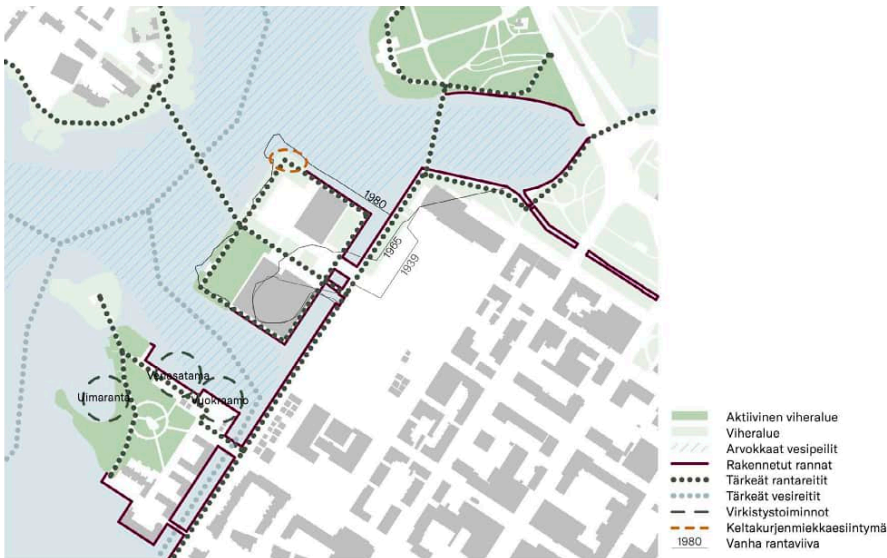 1980
1965
1939
Venesatama
Uimaranta
Vuokraamo
Aktiivinen viheralue
Viheralue
Arvokkaat vesipeilit
Rakennetut rannat
Tärkeät rantareitit
Tärkeät vesireitit
Virkistystoiminnot
Keltakurjenmiekkaesiintymä
1980 Vanha rantaviiva